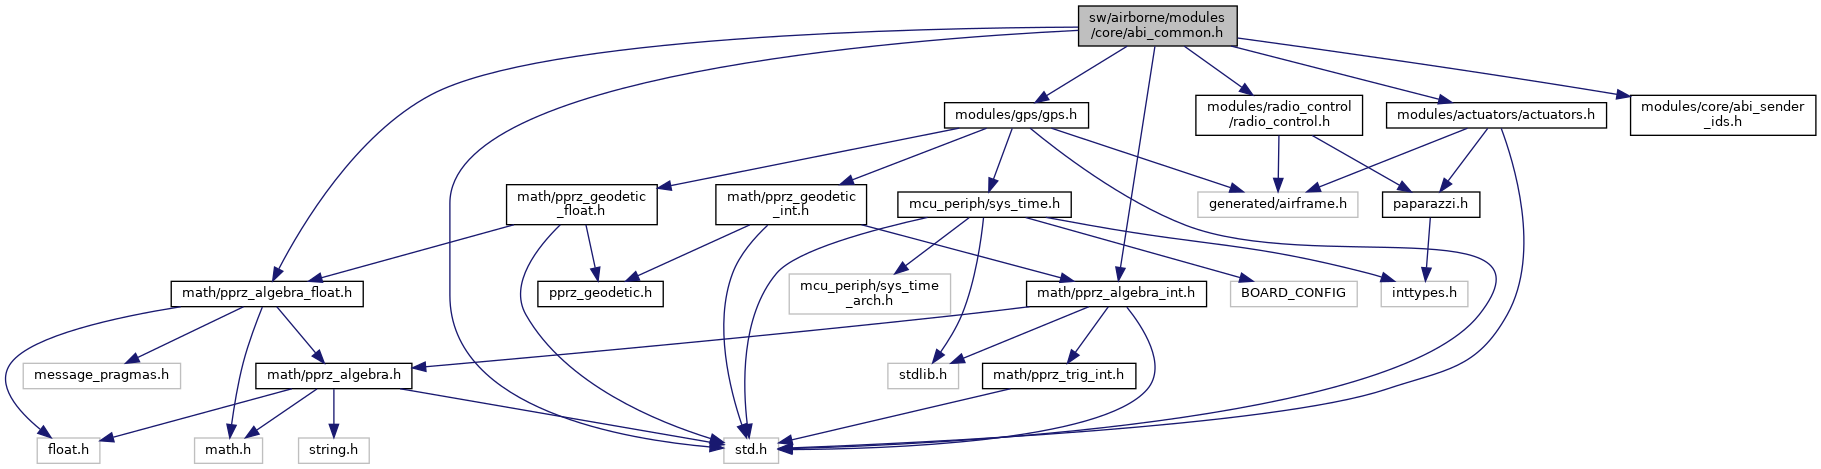 sw/airborne/modules
/core/abi_common.h
modules/gps/gps.h
modules/radio_control
/radio_control.h
modules/actuators/actuators.h
modules/core/abi_sender
_ids.h
math/pprz_geodetic
_float.h
math/pprz_geodetic
_int.h
mcu_periph/sys_time.h
generated/airframe.h
paparazzi.h
math/pprz_algebra_float.h
pprz_geodetic.h
mcu_periph/sys_time
_arch.h
math/pprz_algebra_int.h
BOARD_CONFIG
inttypes.h
message_pragmas.h
math/pprz_algebra.h
stdlib.h
math/pprz_trig_int.h
float.h
math.h
string.h
std.h